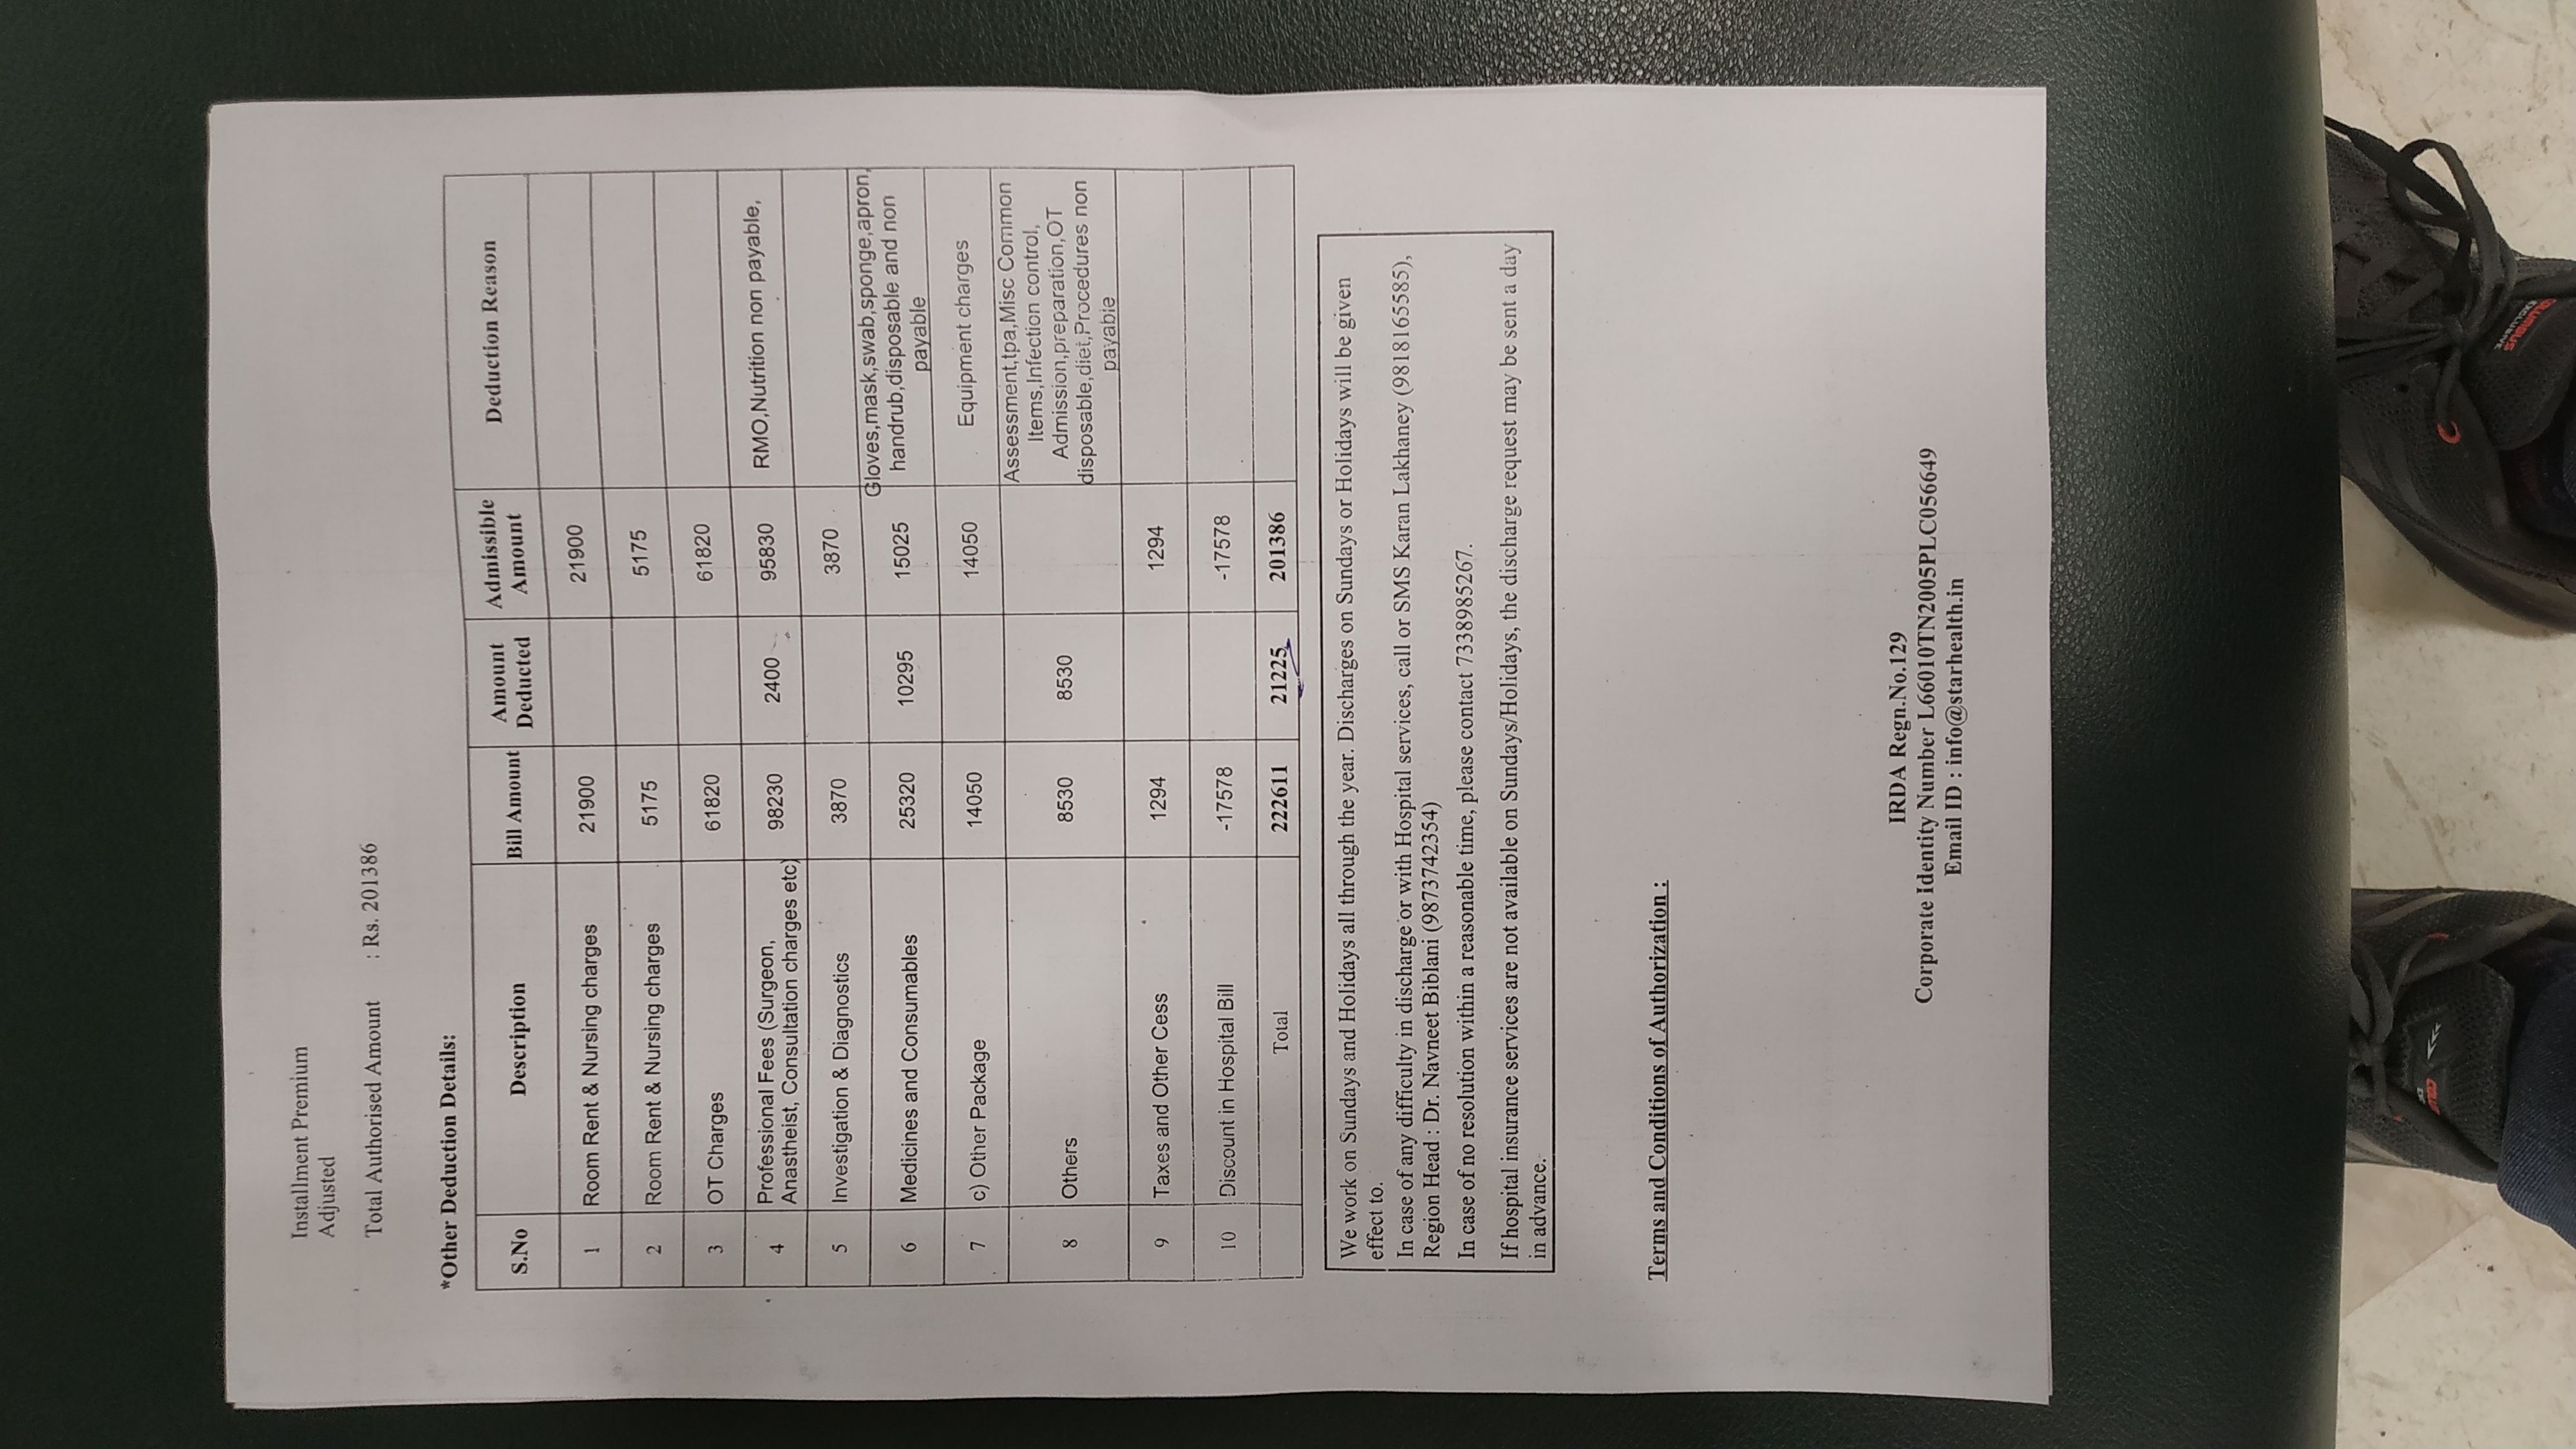 Installment Premium
Adjusted
Total Authorised Amount : Rs. 201386
*Other Deduction Details:
S.No Description Bill Amount Amount Deducted Admissible Amount Deduction Reason
1 Room Rent & Nursing charges 21900 21900
2 Room Rent & Nursing charges 5175 5175
3 OT Charges 61820 61820
4 Professional Fees (Surgeon, Anastheist, Consultation charges etc) 98230 2400 95830 RMO,Nutrition non payable,
5 Investigation & Diagnostics 3870 3870
6 Medicines and Consumables 25320 10295 15025 Gloves,mask,swab,sponge,apron, handrub,disposable and non payable
7 c) Other Package 14050 14050 Equipment charges
8 Others 8530 8530 Assessment,tpa,Misc Common Items,Infection control, Admission,preparation,OT disposable,diet,Procedures non payable
9 Taxes and Other Cess 1294 1294
10 Discount in Hospital Bill -17578 -17578
Total 222611 21225 201386
We work on Sundays and Holidays all through the year. Discharges on Sundays or Holidays will be given
effect to.
In case of any difficulty in discharge or with Hospital services, call or SMS Karan Lakhaney (9818165585),
Region Head : Dr. Navneet Biblani (9873742354)
In case of no resolution within a reasonable time, please contact 7338985267.
If hospital insurance services are not available on Sundays/Holidays, the discharge request may be sent a day
in advance.
Terms and Conditions of Authorization :
IRDA Regn.No.129
Corporate Identity Number L66010TN2005PLC056649
Email ID : info@starhealth.in
COLUMBUS
EXCLUSIVE